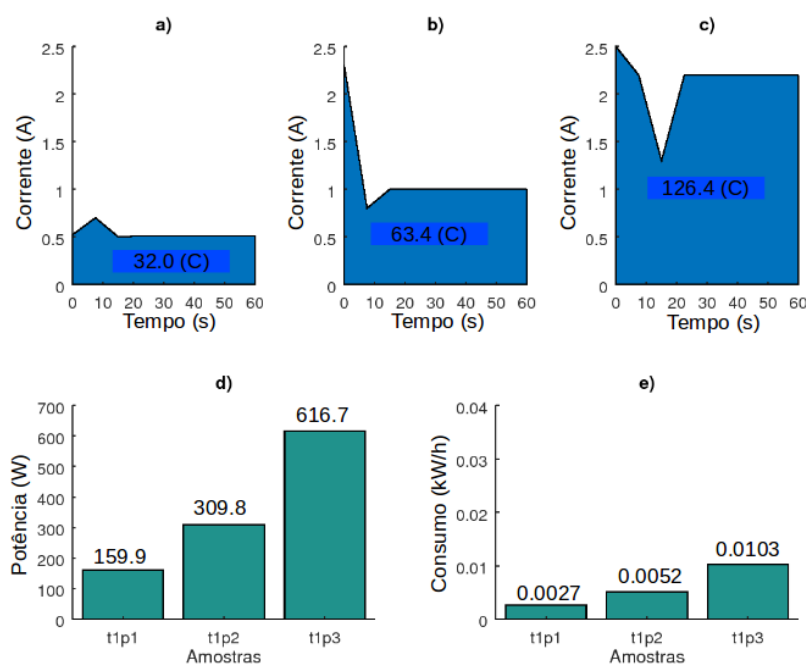 a)
2.5
2
1.5
1
0.5
0
Corrente (A)
32.0 (C)
0 10 20 30 40 50 60
Tempo (s)
b)
2.5
2
1.5
1
0.5
0
Corrente (A)
63.4 (C)
0 10 20 30 40 50 60
Tempo (s)
c)
2.5
2
1.5
1
0.5
0
Corrente (A)
126.4 (C)
0 10 20 30 40 50 60
Tempo (s)
d)
700
600
500
400
300
200
100
0
Potência (W)
159.9
309.8
616.7
t1p1 t1p2 t1p3
Amostras
e)
0.04
0.03
0.02
0.01
0
Consumo (kW/h)
0.0027
0.0052
0.0103
t1p1 t1p2 t1p3
Amostras